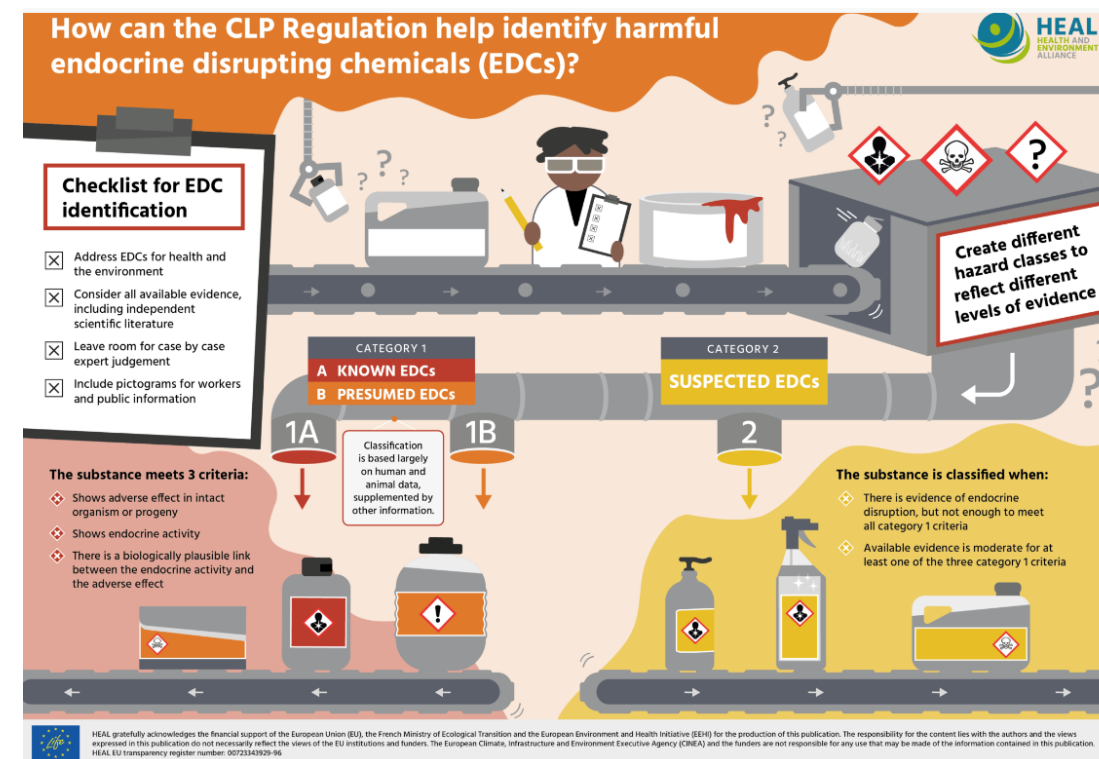 How can the CLP Regulation help identify harmful
endocrine disrupting chemicals (EDCs)?
HEAL
HEALTH AND
ENVIRONMENT
ALLIANCE
Checklist for EDC
identification
Address EDCs for health and
the environment
Consider all available evidence,
including independent
scientific literature
Leave room for case by case
expert judgement
Include pictograms for workers
and public information
? ? ?
? ?
?
Create different
hazard classes to
reflect different
levels of evidence
?
?
CATEGORY 1
A KNOWN EDCs
B PRESUMED EDCs
CATEGORY 2
SUSPECTED EDCs
1A
1B
2
Classification
is based largely
on human and
animal data,
supplemented by
other information.
The substance meets 3 criteria:
Shows adverse effect in intact
organism or progeny
Shows endocrine activity
There is a biologically plausible link
between the endocrine activity and
the adverse effect
The substance is classified when:
There is evidence of endocrine
disruption, but not enough to meet
all category 1 criteria
Available evidence is moderate for at
least one of the three category 1 criteria
!
Life
HEAL gratefully acknowledges the financial support of the European Union (EU), the French Ministry of Ecological Transition and the European Environment and Health Initiative (EEHI) for the production of this publication. The responsibility for the content lies with the authors and the views
expressed in this publication do not necessarily reflect the views of the EU institutions and funders. The European Climate, Infrastructure and Environment Executive Agency (CINEA) and the funders are not responsible for any use that may be made of the information contained in this publication.
HEAL EU transparency register number: 00723343929-96